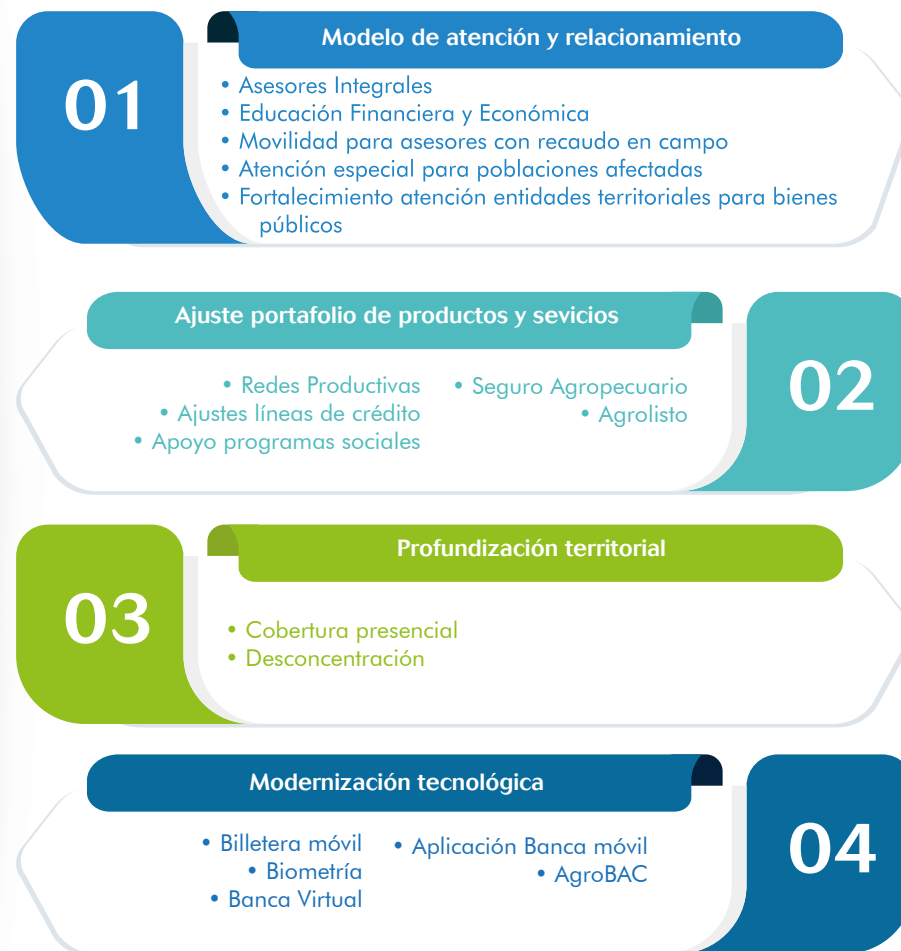 01
Modelo de atención y relacionamiento
• Asesores Integrales
• Educación Financiera y Económica
• Movilidad para asesores con recaudo en campo
• Atención especial para poblaciones afectadas
• Fortalecimiento atención entidades territoriales para bienes
públicos
Ajuste portafolio de productos y sevicios
02
• Redes Productivas
• Ajustes líneas de crédito
• Apoyo programas sociales
• Seguro Agropecuario
• Agrolisto
03
Profundización territorial
• Cobertura presencial
• Desconcentración
Modernización tecnológica
04
• Billetera móvil
• Biometría
• Banca Virtual
• Aplicación Banca móvil
• AgroBAC